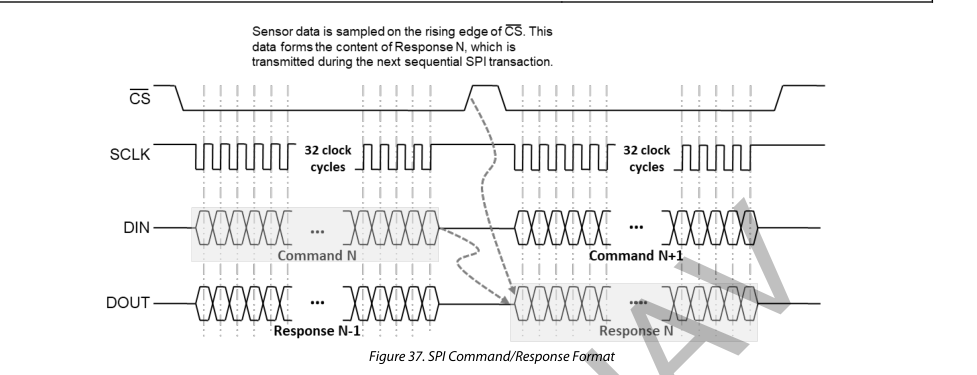 Sensor data is sampled on the rising edge of CS. This
data forms the content of Response N, which is
transmitted during the next sequential SPI transaction.
CS
SCLK
32 clock
cycles
32 clock
cycles
DIN
...
Command N
...
Command N+1
DOUT
...
Response N-1
....
Response N
Figure 37. SPI Command/Response Format